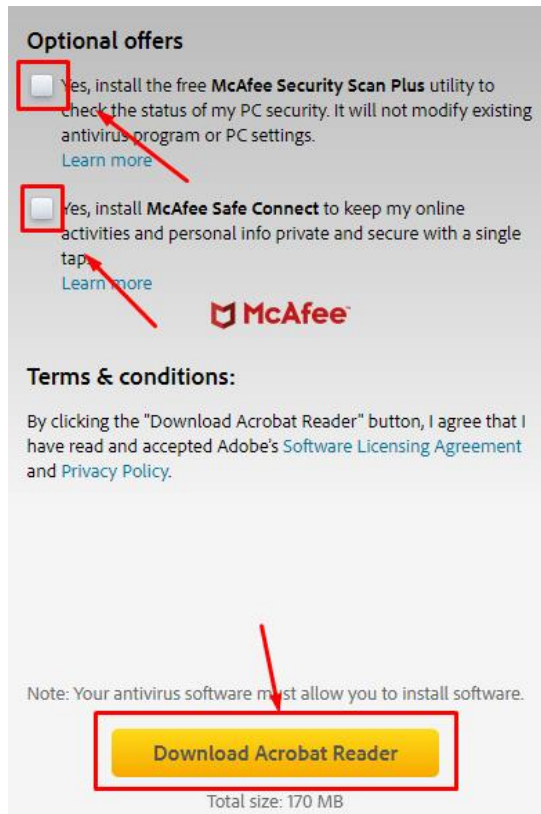 Optional offers
Yes, install the free McAfee Security Scan Plus utility to
check the status of my PC security. It will not modify existing
antivirus program or PC settings.
Learn more
Yes, install McAfee Safe Connect to keep my online
activities and personal info private and secure with a single
tap.
Learn more
McAfee™
Terms & conditions:
By clicking the "Download Acrobat Reader" button, I agree that I
have read and accepted Adobe's Software Licensing Agreement
and Privacy Policy.
Note: Your antivirus software must allow you to install software.
Download Acrobat Reader
Total size: 170 MB